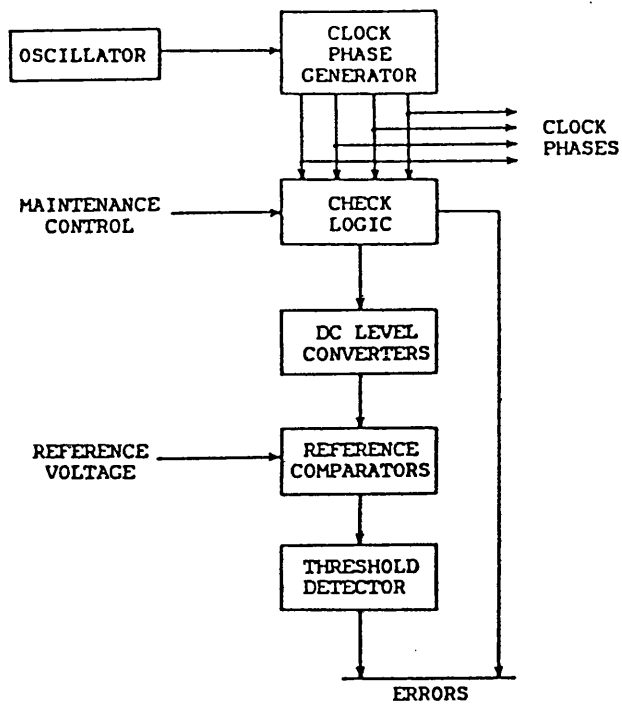 OSCILLATOR
CLOCK
PHASE
GENERATOR
CLOCK
PHASES
MAINTENANCE
CONTROL
CHECK
LOGIC
DC LEVEL
CONVERTERS
REFERENCE
VOLTAGE
REFERENCE
COMPARATORS
THRESHOLD
DETECTOR
ERRORS